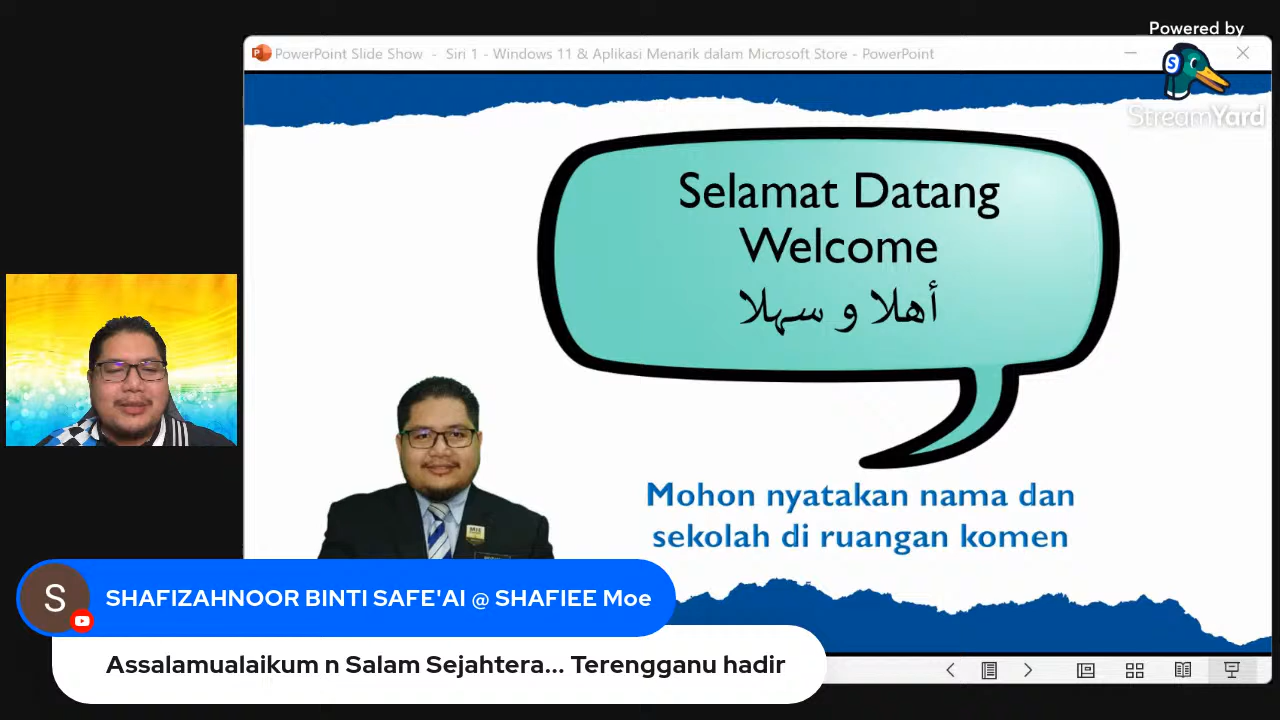 Powered by
StreamYard
PowerPoint Slide Show - Siri 1 - Windows 11 & Aplikasi Menarik dalam Microsoft Store - PowerPoint
Selamat Datang
Welcome
أهلا و سهلا
Mohon nyatakan nama dan
sekolah di ruangan komen
S
SHAFIZAHNOOR BINTI SAFE'AI @ SHAFIEE Moe
Assalamualaikum n Salam Sejahtera... Terengganu hadir